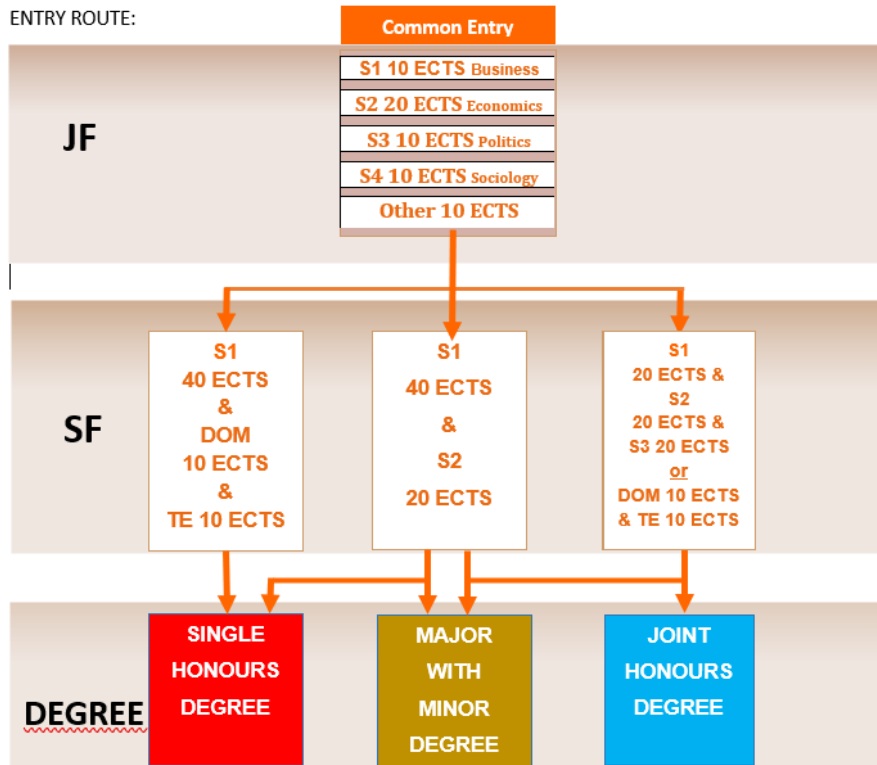 ENTRY ROUTE:
Common Entry
S1 10 ECTS Business
S2 20 ECTS Economics
JF
S3 10 ECTS Politics
S4 10 ECTS Sociology
Other 10 ECTS
SF
S1
40 ECTS
&
DOM
10 ECTS
&
TE 10 ECTS
S1
40 ECTS
&
S2
20 ECTS
S1
20 ECTS &
S2
20 ECTS &
S3 20 ECTS
or
DOM 10 ECTS
& TE 10 ECTS
DEGREE
SINGLE
HONOURS
DEGREE
MAJOR
WITH
MINOR
DEGREE
JOINT
HONOURS
DEGREE